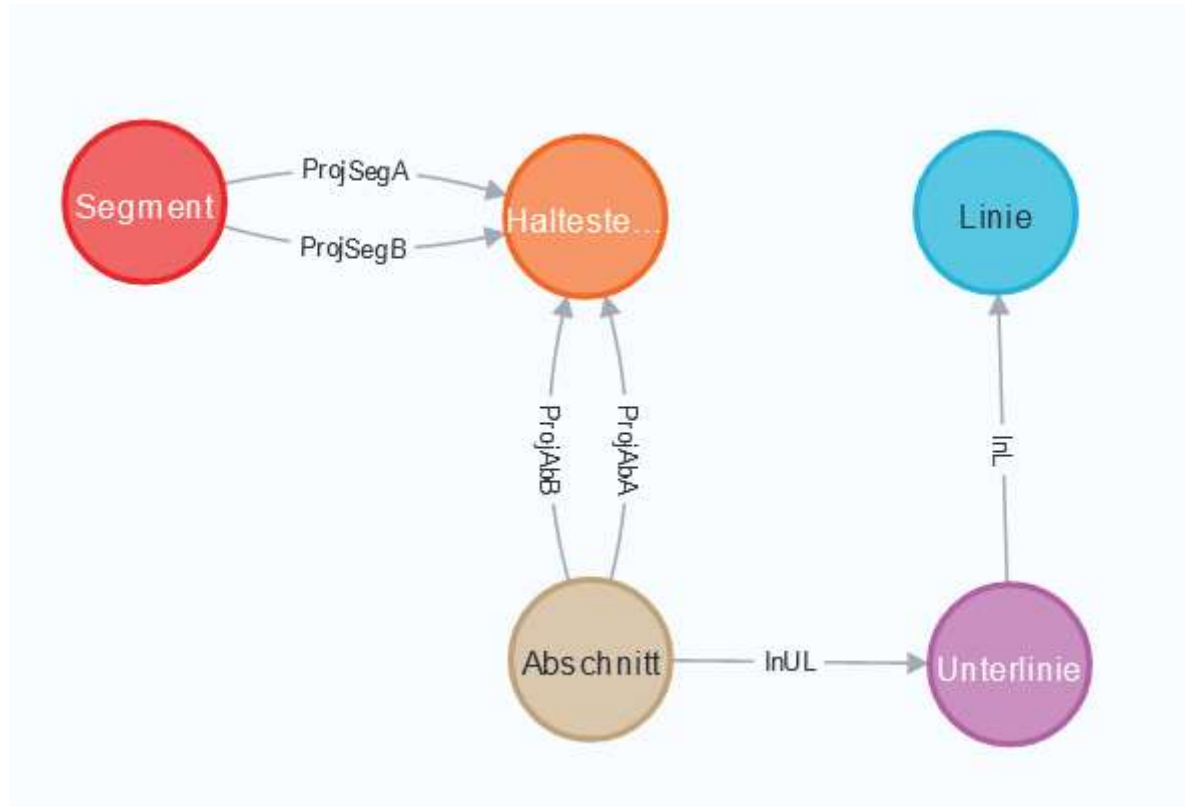 ProjSegA
Segment
Halteste...
Linie
ProjSegB
ProjAbB
ProjAbA
InL
Abschnitt
InUL
Unterlinie